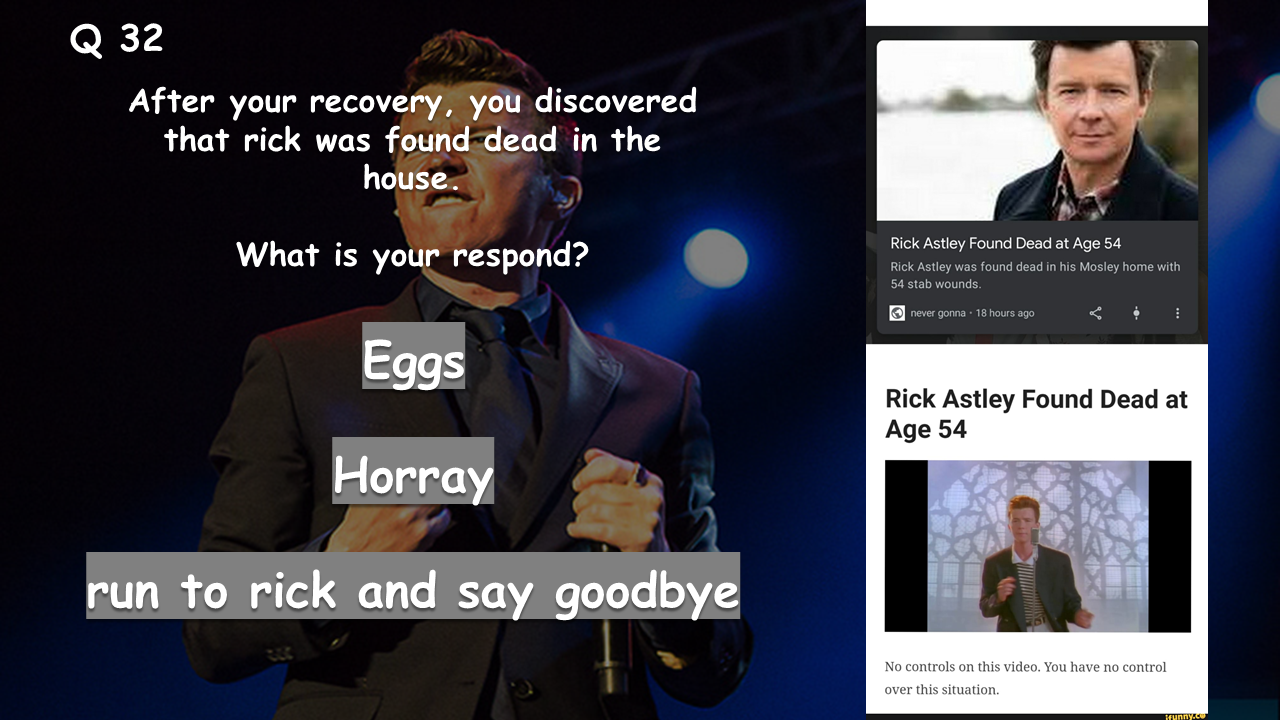 Q 32
After your recovery, you discovered
that rick was found dead in the
house.
What is your respond?
Eggs
Horray
run to rick and say goodbye
Rick Astley Found Dead at Age 54
Rick Astley was found dead in his Mosley home with
54 stab wounds.
never gonna • 18 hours ago
Rick Astley Found Dead at
Age 54
No controls on this video. You have no control
over this situation.
ifunny.co